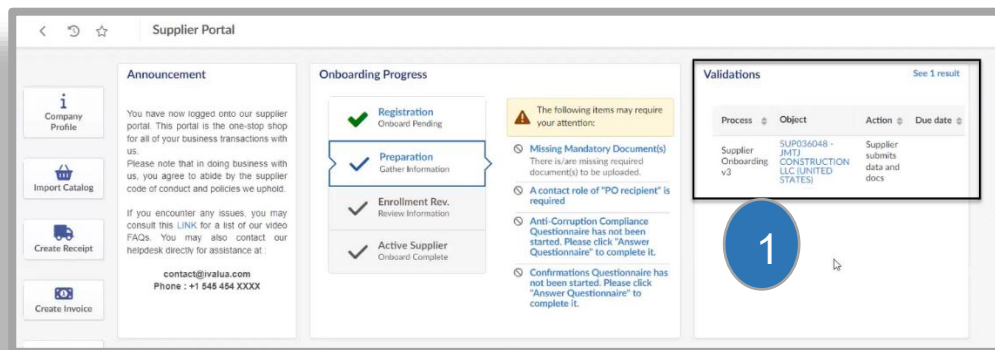 Supplier Portal
i
Company
Profile
Import Catalog
Create Receipt
Create Invoice
Announcement
You have now logged onto our supplier
portal. This portal is the one-stop shop
for all of your business transactions with
us.
Please note that in doing business with
us, you agree to abide by the supplier
code of conduct and policies we uphold.
If you encounter any issues, you may
consult this LINK for a list of our video
FAQs. You may also contact our
helpdesk directly for assistance at :
contact@ivalua.com
Phone : +1 545 454 XXXX
Onboarding Progress
Registration
Onboard Pending
Preparation
Gather Information
Enrollment Rev.
Review Information
Active Supplier
Onboard Complete
The following items may require
your attention:
Missing Mandatory Document(s)
There is/are missing required
document(s) to be uploaded.
A contact role of "PO recipient" is
required
Anti-Corruption Compliance
Questionnaire has not been
started. Please click "Answer
Questionnaire" to complete it.
Confirmations Questionnaire has
not been started. Please click
"Answer Questionnaire" to
complete it.
Validations See 1 result
Process Object Action Due date
Supplier
Onboarding
v3
SUP036048 -
JMTJ
CONSTRUCTION
LLC (UNITED
STATES)
Supplier
submits
data and
docs
1